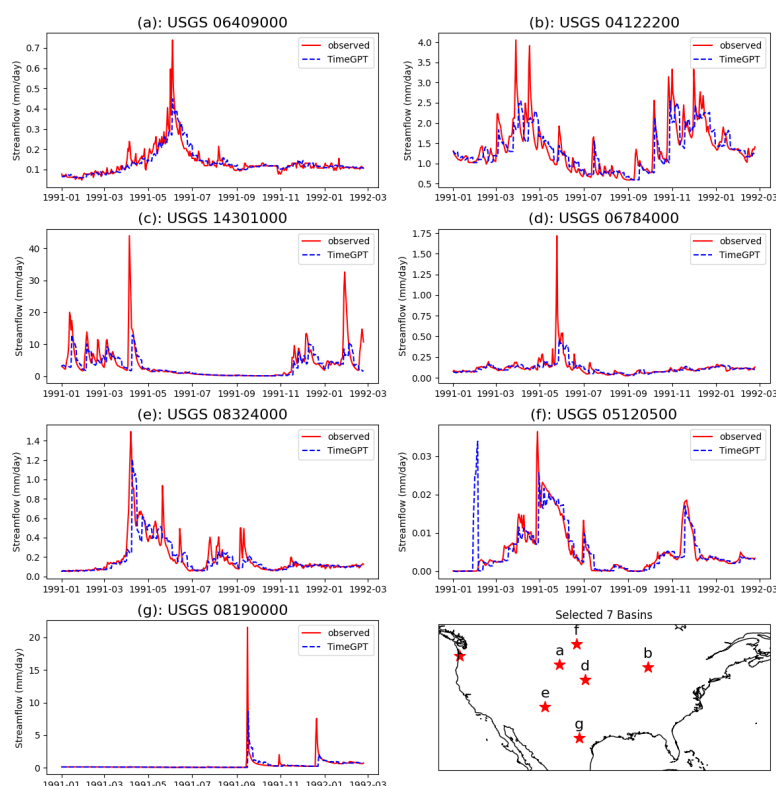 (a): USGS 06409000
Streamflow (mm/day)
0.7
0.6
0.5
0.4
0.3
0.2
0.1
observed
TimeGPT
1991-01 1991-03 1991-05 1991-07 1991-09 1991-11 1992-01 1992-03
(b): USGS 04122200
Streamflow (mm/day)
4.0
3.5
3.0
2.5
2.0
1.5
1.0
0.5
observed
TimeGPT
1991-01 1991-03 1991-05 1991-07 1991-09 1991-11 1992-01 1992-03
(c): USGS 14301000
Streamflow (mm/day)
40
30
20
10
0
observed
TimeGPT
1991-01 1991-03 1991-05 1991-07 1991-09 1991-11 1992-01 1992-03
(d): USGS 06784000
Streamflow (mm/day)
1.75
1.50
1.25
1.00
0.75
0.50
0.25
0.00
observed
TimeGPT
1991-01 1991-03 1991-05 1991-07 1991-09 1991-11 1992-01 1992-03
(e): USGS 08324000
Streamflow (mm/day)
1.4
1.2
1.0
0.8
0.6
0.4
0.2
0.0
observed
TimeGPT
1991-01 1991-03 1991-05 1991-07 1991-09 1991-11 1992-01 1992-03
(f): USGS 05120500
Streamflow (mm/day)
0.03
0.02
0.01
0.00
observed
TimeGPT
1991-01 1991-03 1991-05 1991-07 1991-09 1991-11 1992-01 1992-03
(g): USGS 08190000
Streamflow (mm/day)
20
15
10
5
0
observed
TimeGPT
1991-01 1991-03 1991-05 1991-07 1991-09 1991-11 1992-01 1992-03
Selected 7 Basins
f
a
b
d
e
g